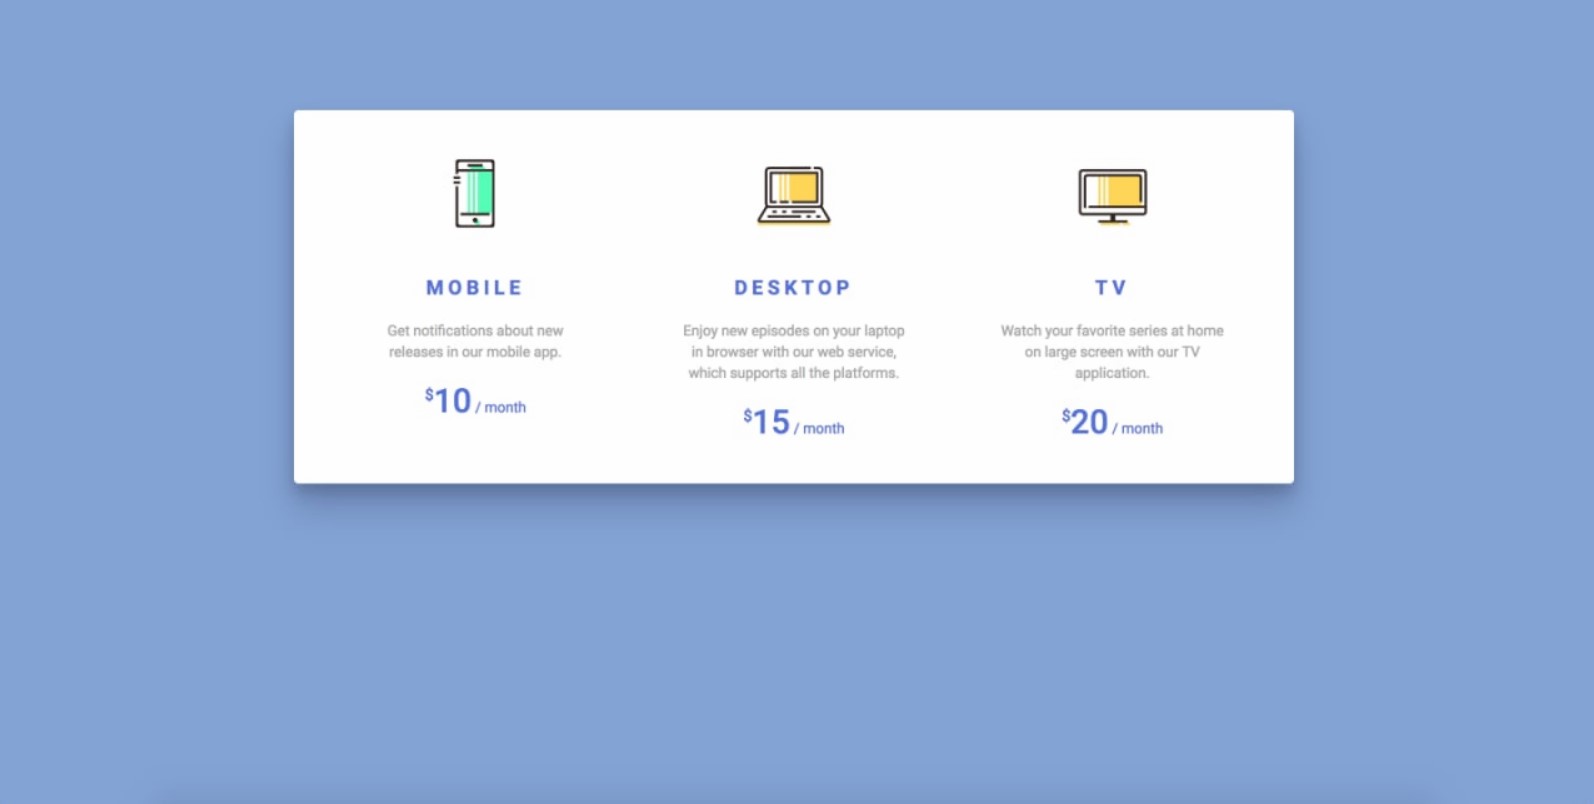 MOBILE
Get notifications about new
releases in our mobile app.
$10 / month
DESKTOP
Enjoy new episodes on your laptop
in browser with our web service,
which supports all the platforms.
$15 / month
TV
Watch your favorite series at home
on large screen with our TV
application.
$20 / month